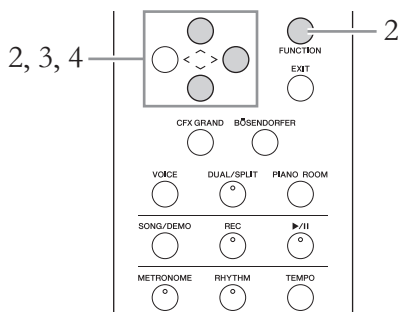 2
FUNCTION
2, 3, 4
EXIT
CFX GRAND BÖSENDORFER
VOICE DUAL/SPLIT PIANO ROOM
SONG/DEMO REC ►/II
METRONOME RHYTHM TEMPO